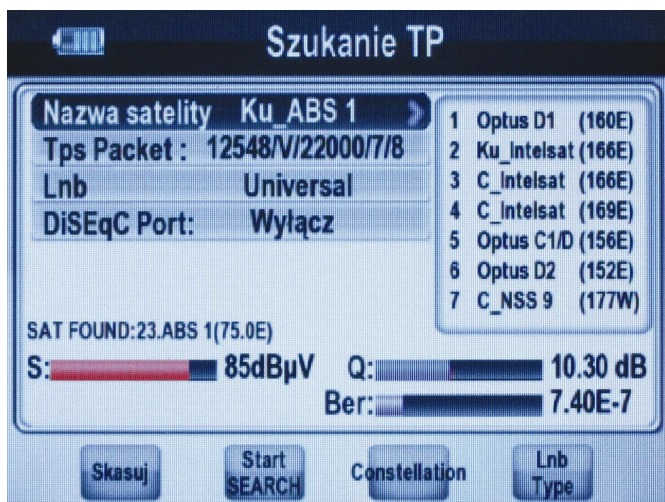 Szukanie TP
Nazwa satelity Ku_ABS 1
Tps Packet : 12548/V/22000/7/8
Lnb Universal
DiSEqC Port: Wyłącz
1 Optus D1 (160E)
2 Ku_Intelsat (166E)
3 C_Intelsat (166E)
4 C_Intelsat (169E)
5 Optus C1/D (156E)
6 Optus D2 (152E)
7 C_NSS 9 (177W)
SAT FOUND:23.ABS 1(75.0E)
S: 85dBµV Q: 10.30 dB
Ber: 7.40E-7
Skasuj
Start SEARCH
Constellation
Lnb Type